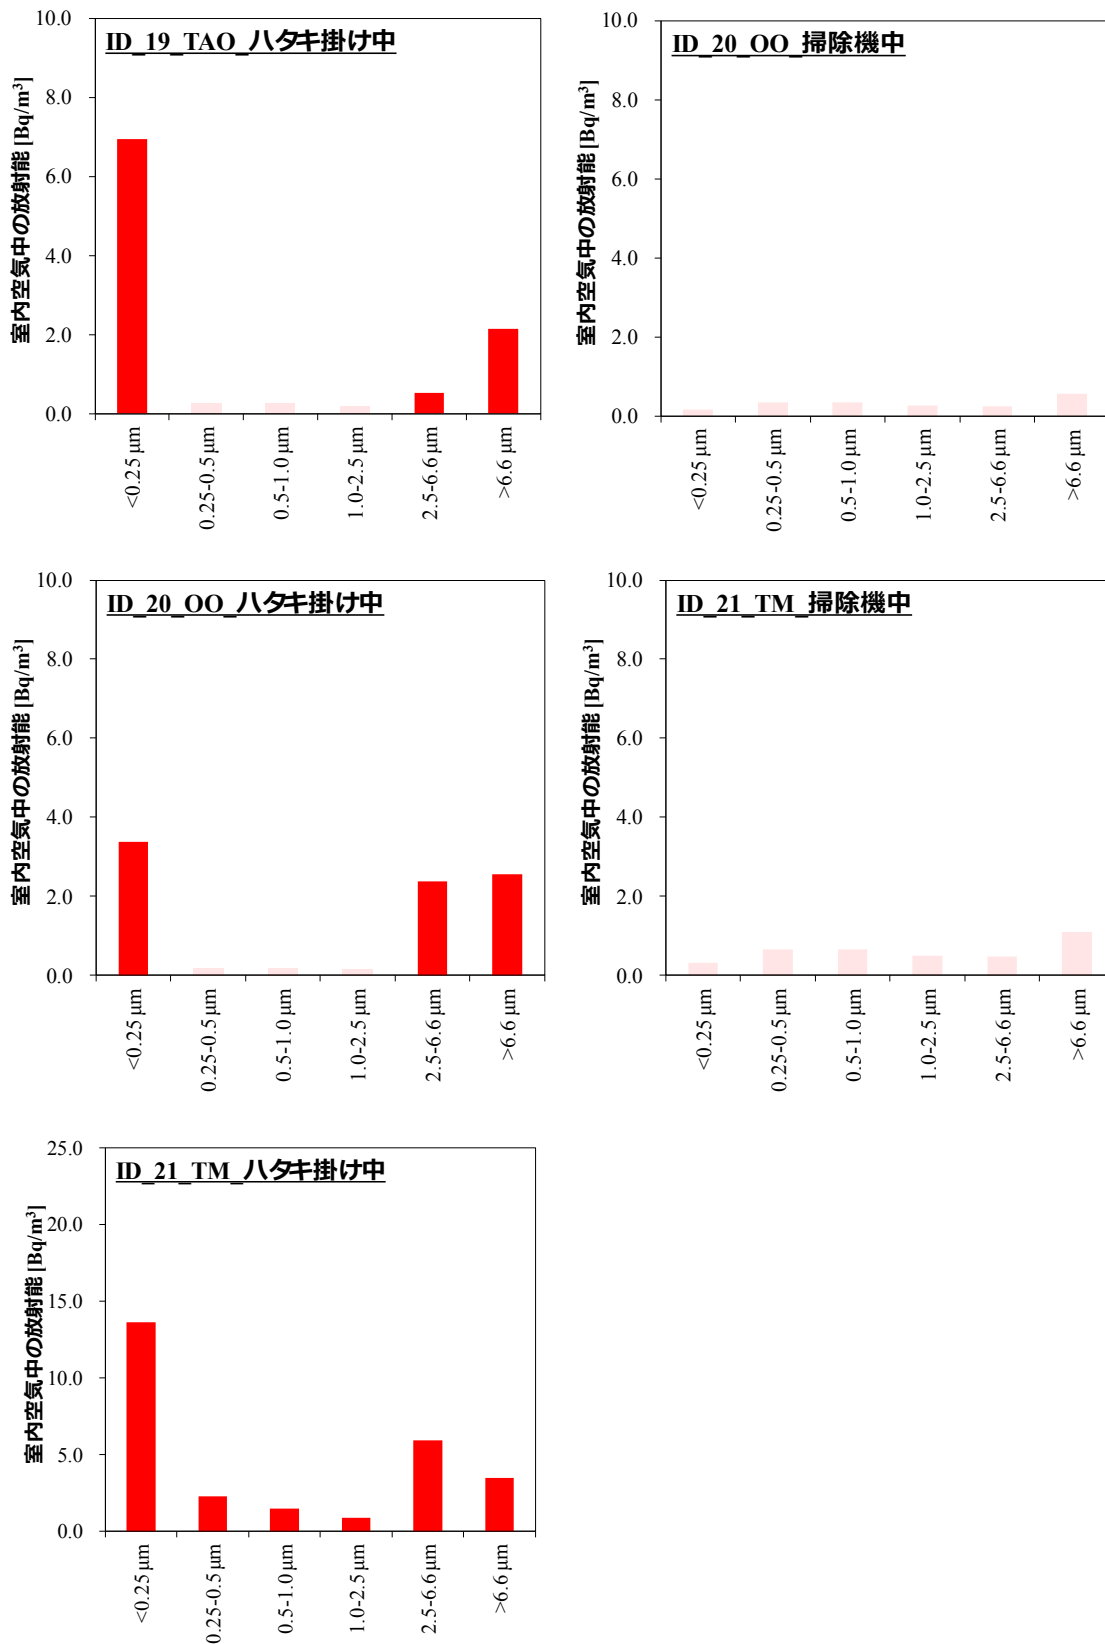 ID_19_TAO_ハタキ掛け中
室内空気中の放射能 [Bq/m³]
10.0
8.0
6.0
4.0
2.0
0.0
<0.25 µm
0.25-0.5 µm
0.5-1.0 µm
1.0-2.5 µm
2.5-6.6 µm
>6.6 µm
ID_20_OO_掃除機中
室内空気中の放射能 [Bq/m³]
10.0
8.0
6.0
4.0
2.0
0.0
<0.25 µm
0.25-0.5 µm
0.5-1.0 µm
1.0-2.5 µm
2.5-6.6 µm
>6.6 µm
ID_20_OO_ハタキ掛け中
室内空気中の放射能 [Bq/m³]
10.0
8.0
6.0
4.0
2.0
0.0
<0.25 µm
0.25-0.5 µm
0.5-1.0 µm
1.0-2.5 µm
2.5-6.6 µm
>6.6 µm
ID_21_TM_掃除機中
室内空気中の放射能 [Bq/m³]
10.0
8.0
6.0
4.0
2.0
0.0
<0.25 µm
0.25-0.5 µm
0.5-1.0 µm
1.0-2.5 µm
2.5-6.6 µm
>6.6 µm
ID_21_TM_ハタキ掛け中
室内空気中の放射能 [Bq/m³]
25.0
20.0
15.0
10.0
5.0
0.0
<0.25 µm
0.25-0.5 µm
0.5-1.0 µm
1.0-2.5 µm
2.5-6.6 µm
>6.6 µm